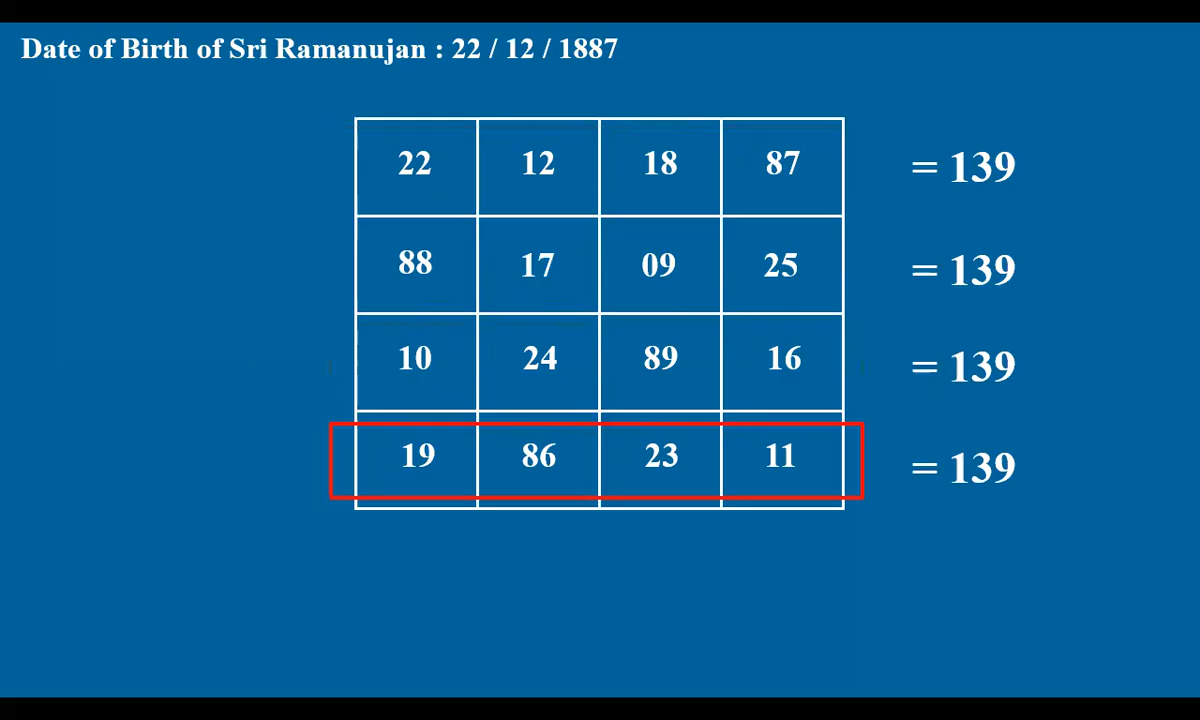 Date of Birth of Sri Ramanujan : 22 / 12 / 1887
22 12 18 87 = 139
88 17 09 25 = 139
10 24 89 16 = 139
19 86 23 11 = 139